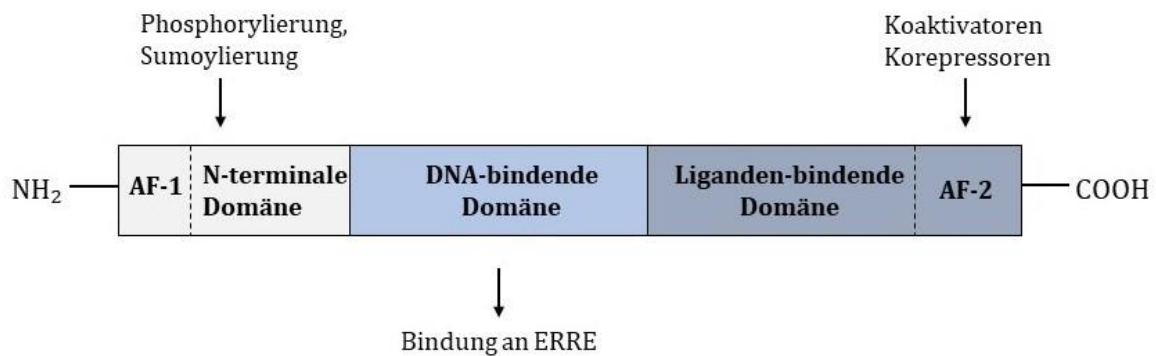 Phosphorylierung,
Sumoylierung
Koaktivatoren
Korepressoren
NH₂
AF-1
N-terminale
Domäne
DNA-bindende
Domäne
Liganden-bindende
Domäne
AF-2
COOH
Bindung an ERRE